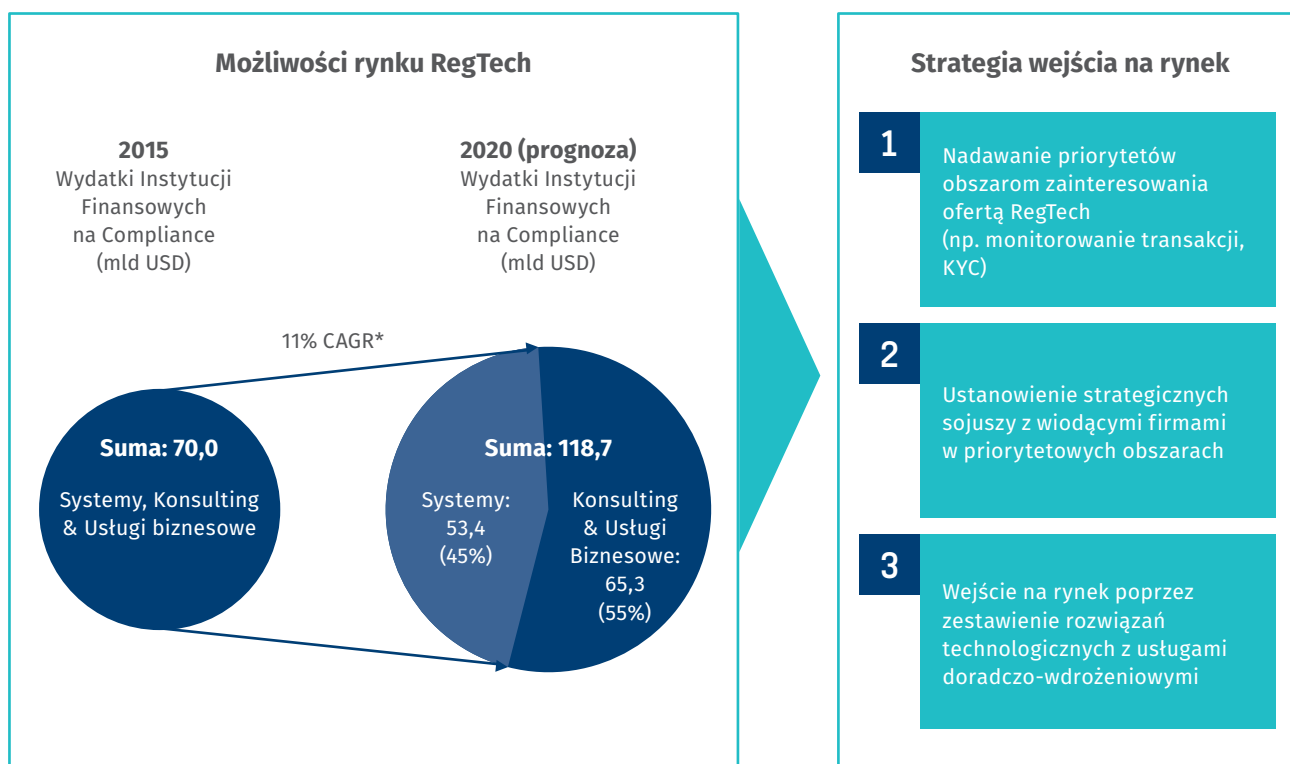 Możliwości rynku RegTech
2015
Wydatki Instytucji
Finansowych
na Compliance
(mld USD)
2020 (prognoza)
Wydatki Instytucji
Finansowych
na Compliance
(mld USD)
11% CAGR*
Suma: 70,0
Systemy, Konsulting
& Usługi biznesowe
Suma: 118,7
Systemy:
53,4
(45%)
Konsulting
& Usługi
Biznesowe:
65,3
(55%)
Strategia wejścia na rynek
1
Nadawanie priorytetów
obszarom zainteresowania
ofertą RegTech
(np. monitorowanie transakcji,
KYC)
2
Ustanowienie strategicznych
sojuszy z wiodącymi firmami
w priorytetowych obszarach
3
Wejście na rynek poprzez
zestawienie rozwiązań
technologicznych z usługami
doradczo-wdrożeniowymi